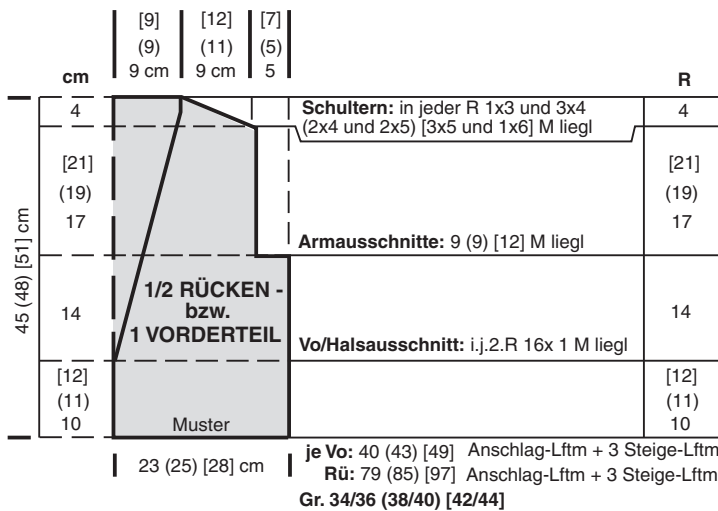 [9] [12] [7]
(9) (11) (5)
9 cm 9 cm 5
cm R
4 Schultern: in jeder R 1x3 und 3x4 4
(2x4 und 2x5) [3x5 und 1x6] M liegl
[21] [21]
(19) (19)
17 17
Armausschnitte: 9 (9) [12] M liegl
45 (48) [51] cm
1/2 RÜCKEN -
bzw.
14 14
1 VORDERTEIL
Vo/Halsausschnitt: i.j.2.R 16x 1 M liegl
[12] [12]
(11) (11)
10 Muster 10
je Vo: 40 (43) [49] Anschlag-Lftm + 3 Steige-Lftm
23 (25) [28] cm
Rü: 79 (85) [97] Anschlag-Lftm + 3 Steige-Lftm
Gr. 34/36 (38/40) [42/44]